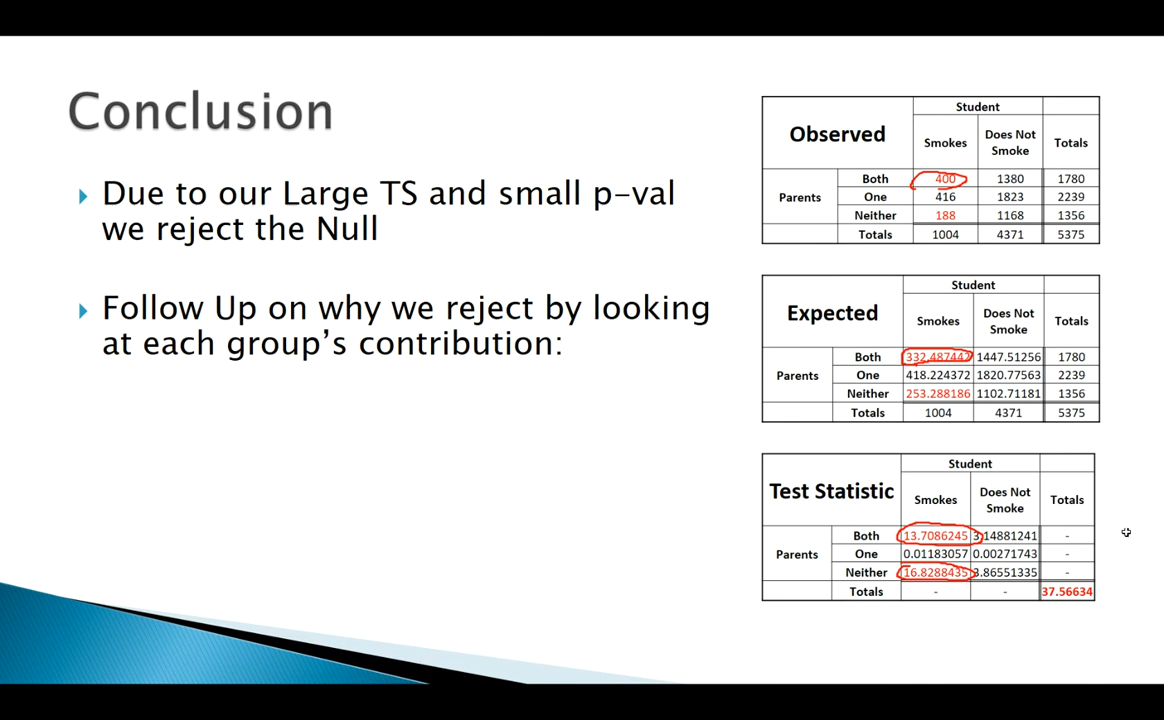 Conclusion
Due to our Large TS and small p-val
we reject the Null
Follow Up on why we reject by looking
at each group's contribution:
Student
Observed
Smokes Does Not Smoke Totals
Parents
Both 400 1380 1780
One 416 1823 2239
Neither 188 1168 1356
Totals 1004 4371 5375
Student
Expected
Smokes Does Not Smoke Totals
Parents
Both 332.487442 1447.51256 1780
One 418.224372 1820.77563 2239
Neither 253.288186 1102.71181 1356
Totals 1004 4371 5375
Student
Test Statistic
Smokes Does Not Smoke Totals
Parents
Both 13.7086245 3.14881241 -
One 0.01183057 0.00271743 -
Neither 16.8288435 3.86551335 -
Totals - - 37.56634